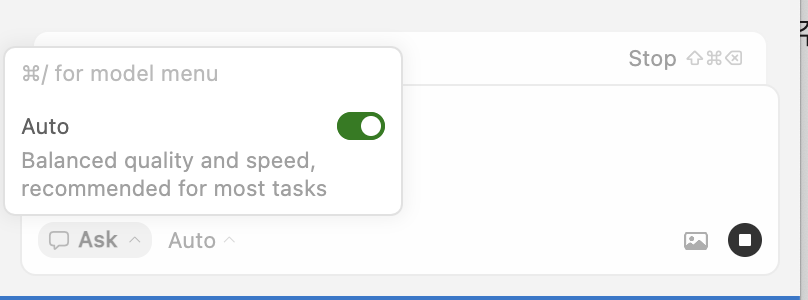 ⌘/ for model menu
Stop ⇧⌘⌫
Auto
Balanced quality and speed,
recommended for most tasks
Ask
Auto